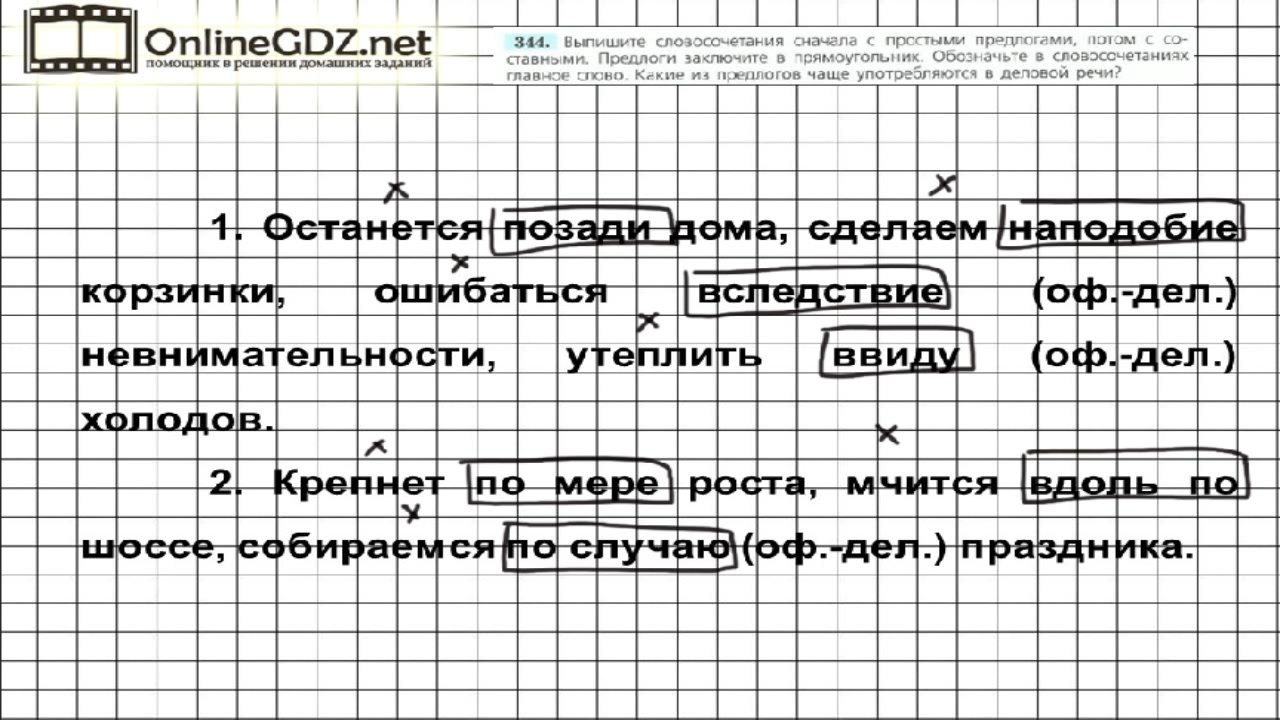 OnlineGDZ.net
помощник в решении домашних заданий
344. Выпишите словосочетания сначала с простыми предлогами, потом с со-
ставными. Предлоги заключите в прямоугольник. Обозначьте в словосочетаниях
главное слово. Какие из предлогов чаще употребляются в деловой речи?
1. Останется позади дома, сделаем наподобие
корзинки, ошибаться вследствие (оф.-дел.)
невнимательности, утеплить ввиду (оф.-дел.)
холодов.
2. Крепнет по мере роста, мчится вдоль по
шоссе, собираемся по случаю (оф.-дел.) праздника.